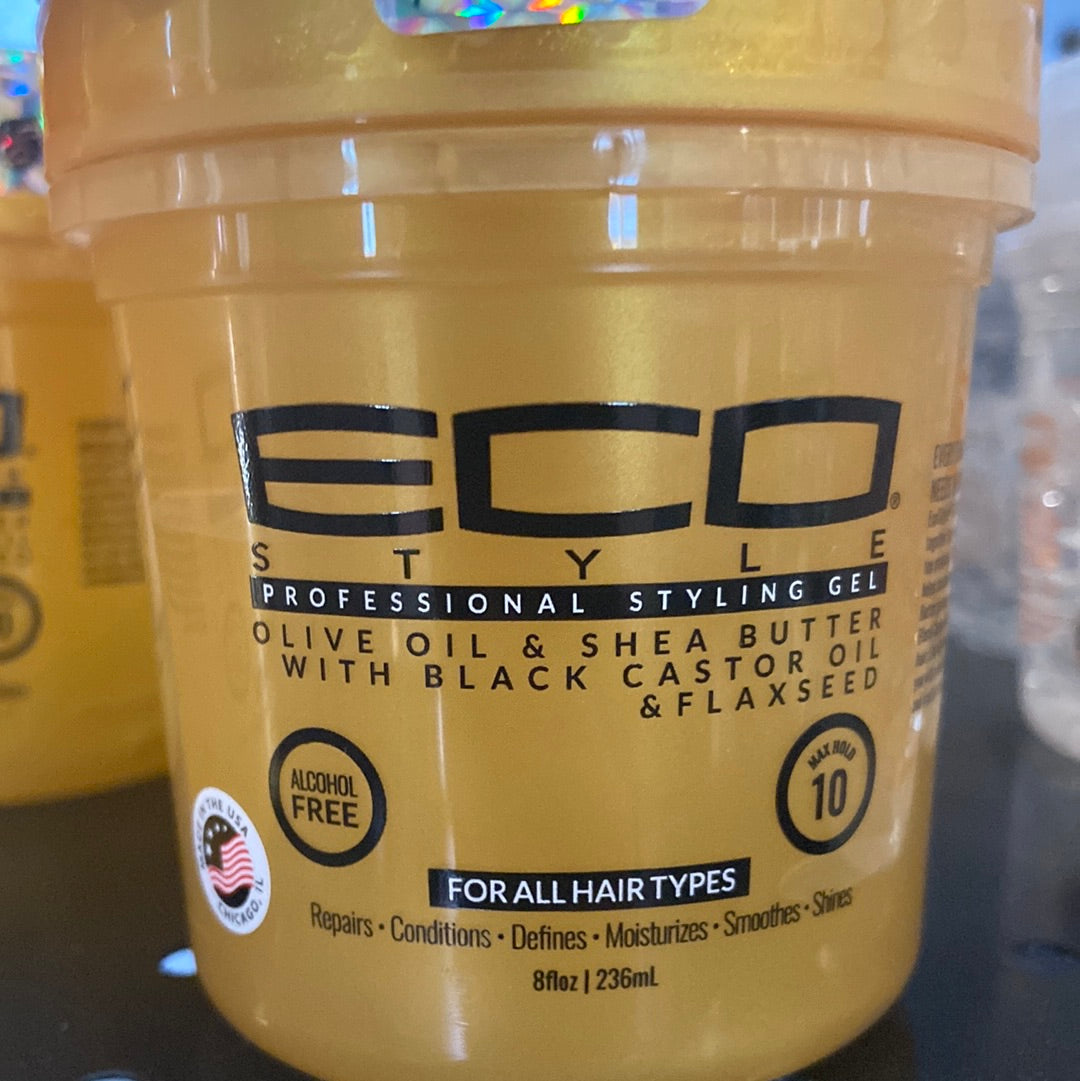 ECO®
STYLE
PROFESSIONAL STYLING GEL
OLIVE OIL & SHEA BUTTER
WITH BLACK CASTOR OIL
& FLAXSEED
ALCOHOL
FREE
MAX HOLD
10
MADE IN THE USA
CHICAGO, IL
FOR ALL HAIR TYPES
Repairs • Conditions • Defines • Moisturizes • Smoothes • Shines
8floz | 236mL